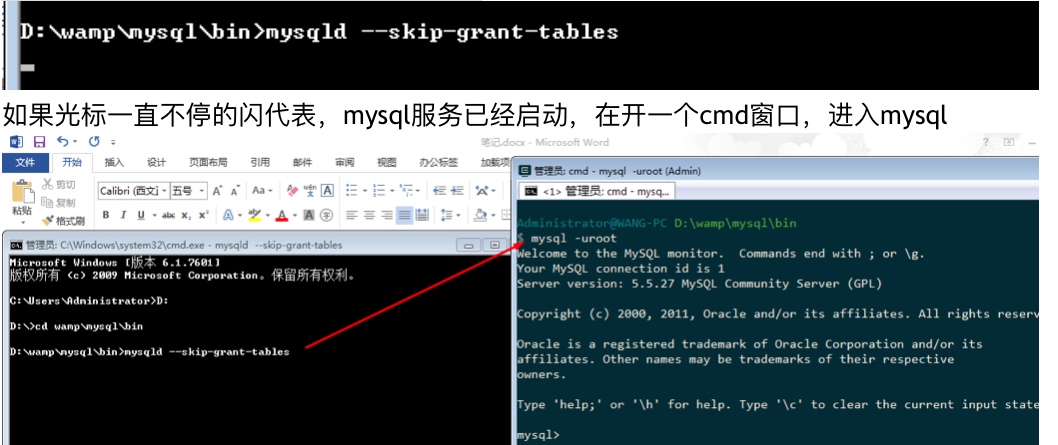 D:\wamp\mysql\bin>mysqld --skip-grant-tables
如果光标一直不停的闪代表，mysql服务已经启动，在开一个cmd窗口，进入mysql
笔记.docx - Microsoft Word
文件 开始 插入 设计 页面布局 引用 邮件 审阅 视图 办公标签 加载项
剪切
复制
格式刷
粘贴
Calibri (西文) 五号 A A Aa
B I U abc x₂ x² A A A
管理员: C:\Windows\system32\cmd.exe - mysqld --skip-grant-tables
Microsoft Windows [版本 6.1.7601]
版权所有 (c) 2009 Microsoft Corporation。保留所有权利。
C:\Users\Administrator>D:
D:\>cd wamp\mysql\bin
D:\wamp\mysql\bin>mysqld --skip-grant-tables
管理员: cmd - mysql -uroot (Admin)
<1> 管理员: cmd - mysq...
Administrator@WANG-PC D:\wamp\mysql\bin
$ mysql -uroot
Welcome to the MySQL monitor.  Commands end with ; or \g.
Your MySQL connection id is 1
Server version: 5.5.27 MySQL Community Server (GPL)
Copyright (c) 2000, 2011, Oracle and/or its affiliates. All rights reserv
Oracle is a registered trademark of Oracle Corporation and/or its
affiliates. Other names may be trademarks of their respective
owners.
Type 'help;' or '\h' for help. Type '\c' to clear the current input state
mysql>